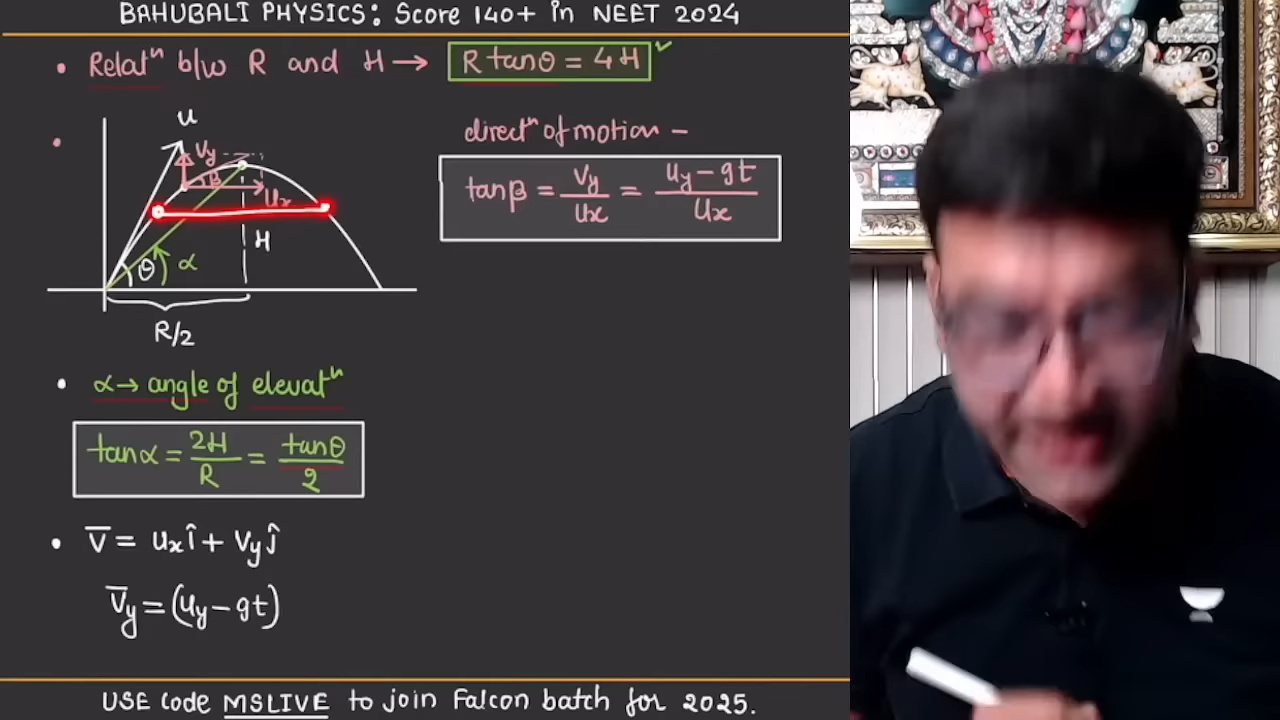 BAHUBALI PHYSICS: Score 140+ in NEET 2024
• Relatⁿ b/w R and H → R tanθ = 4H
u
Vy
β
ux
H
θ
α
R/2
directⁿ of motion –
tanβ = Vy/ux = (uy - gt)/ux
• α → angle of elevatⁿ
tanα = 2H/R = tanθ/2
• V̅ = uxî + Vyĵ
V̅y = (uy - gt)
USE Code MSLIVE to join Falcon batch for 2025.